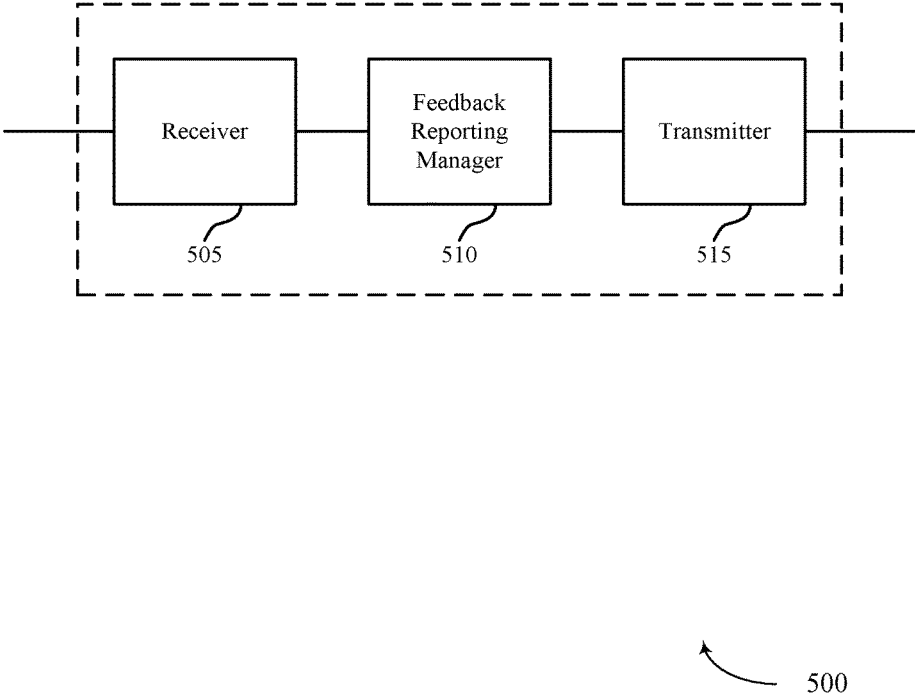 Receiver
Feedback
Reporting
Manager
Transmitter
505
510
515
500